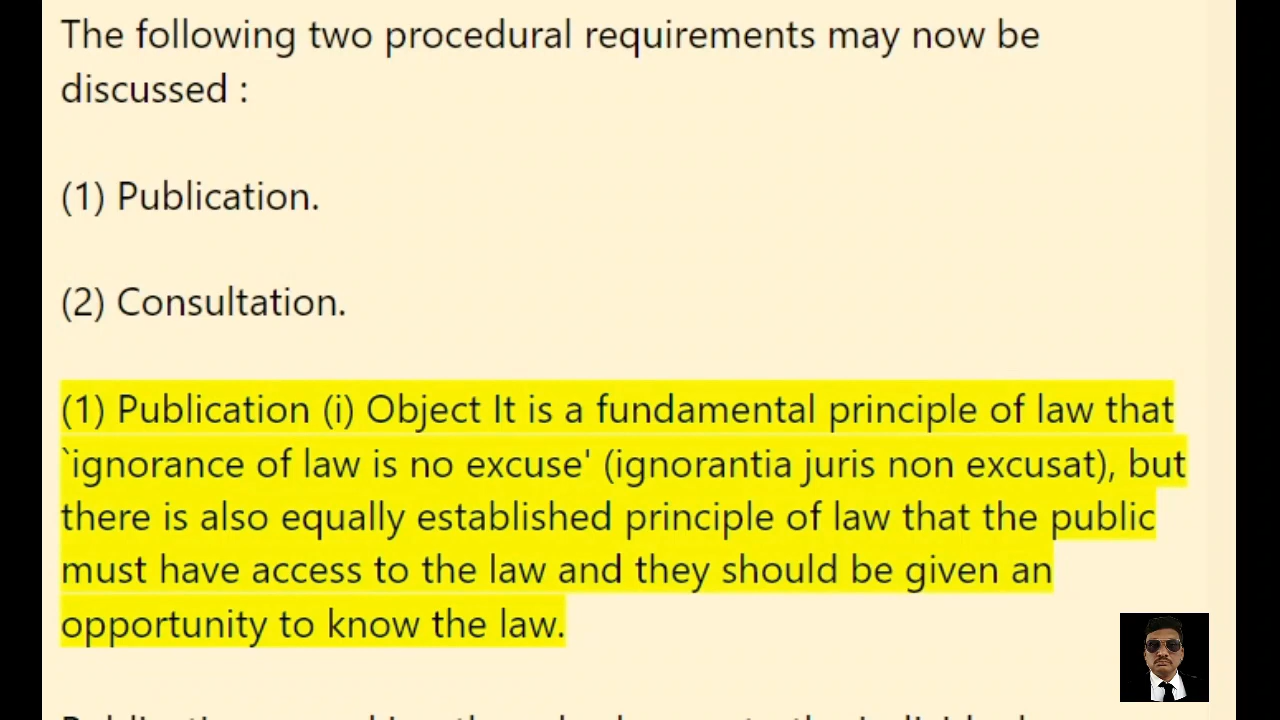 The following two procedural requirements may now be
discussed :
(1) Publication.
(2) Consultation.
(1) Publication (i) Object It is a fundamental principle of law that
`ignorance of law is no excuse' (ignorantia juris non excusat), but
there is also equally established principle of law that the public
must have access to the law and they should be given an
opportunity to know the law.